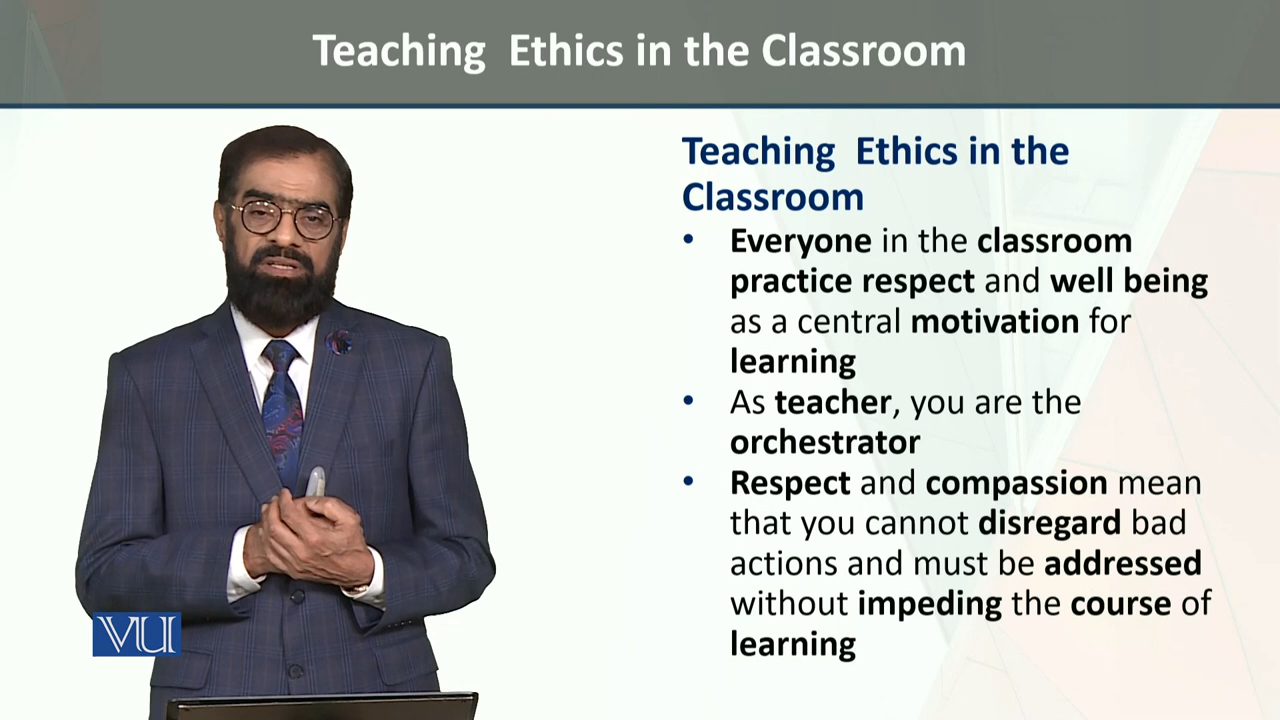 Teaching Ethics in the Classroom
Teaching Ethics in the
Classroom
• Everyone in the classroom
practice respect and well being
as a central motivation for
learning
• As teacher, you are the
orchestrator
• Respect and compassion mean
that you cannot disregard bad
actions and must be addressed
without impeding the course of
learning
VU